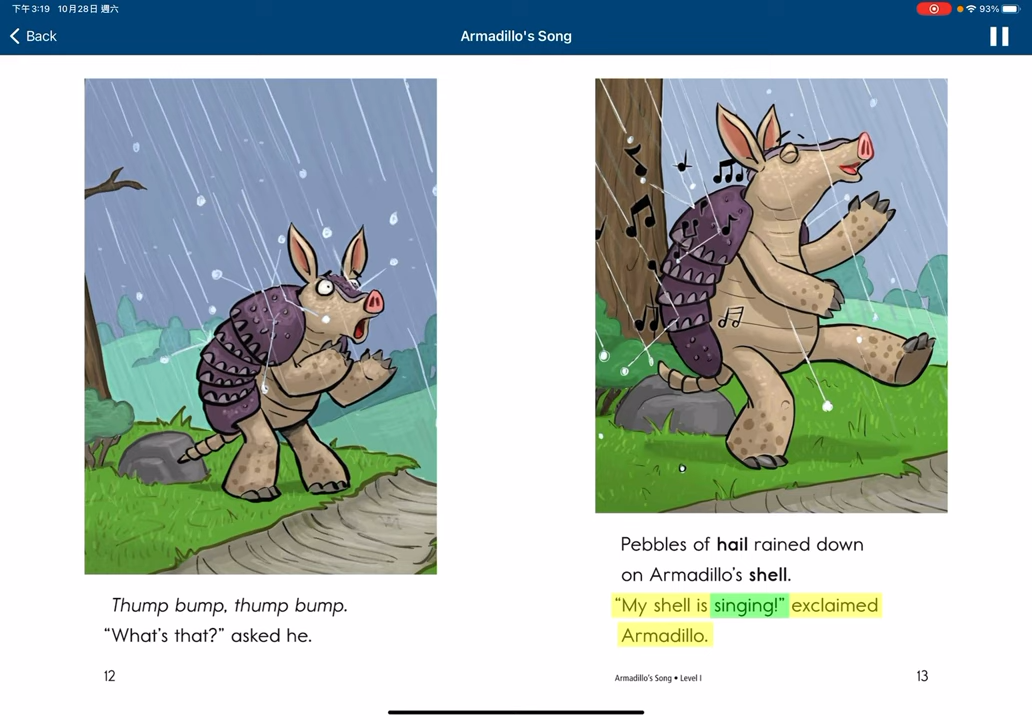 下午3:19 10月28日 週六
93%
Back
Armadillo's Song
Thump bump, thump bump.
“What’s that?” asked he.
12
Pebbles of hail rained down
on Armadillo’s shell.
“My shell is singing!” exclaimed
Armadillo.
Armadillo’s Song • Level I
13